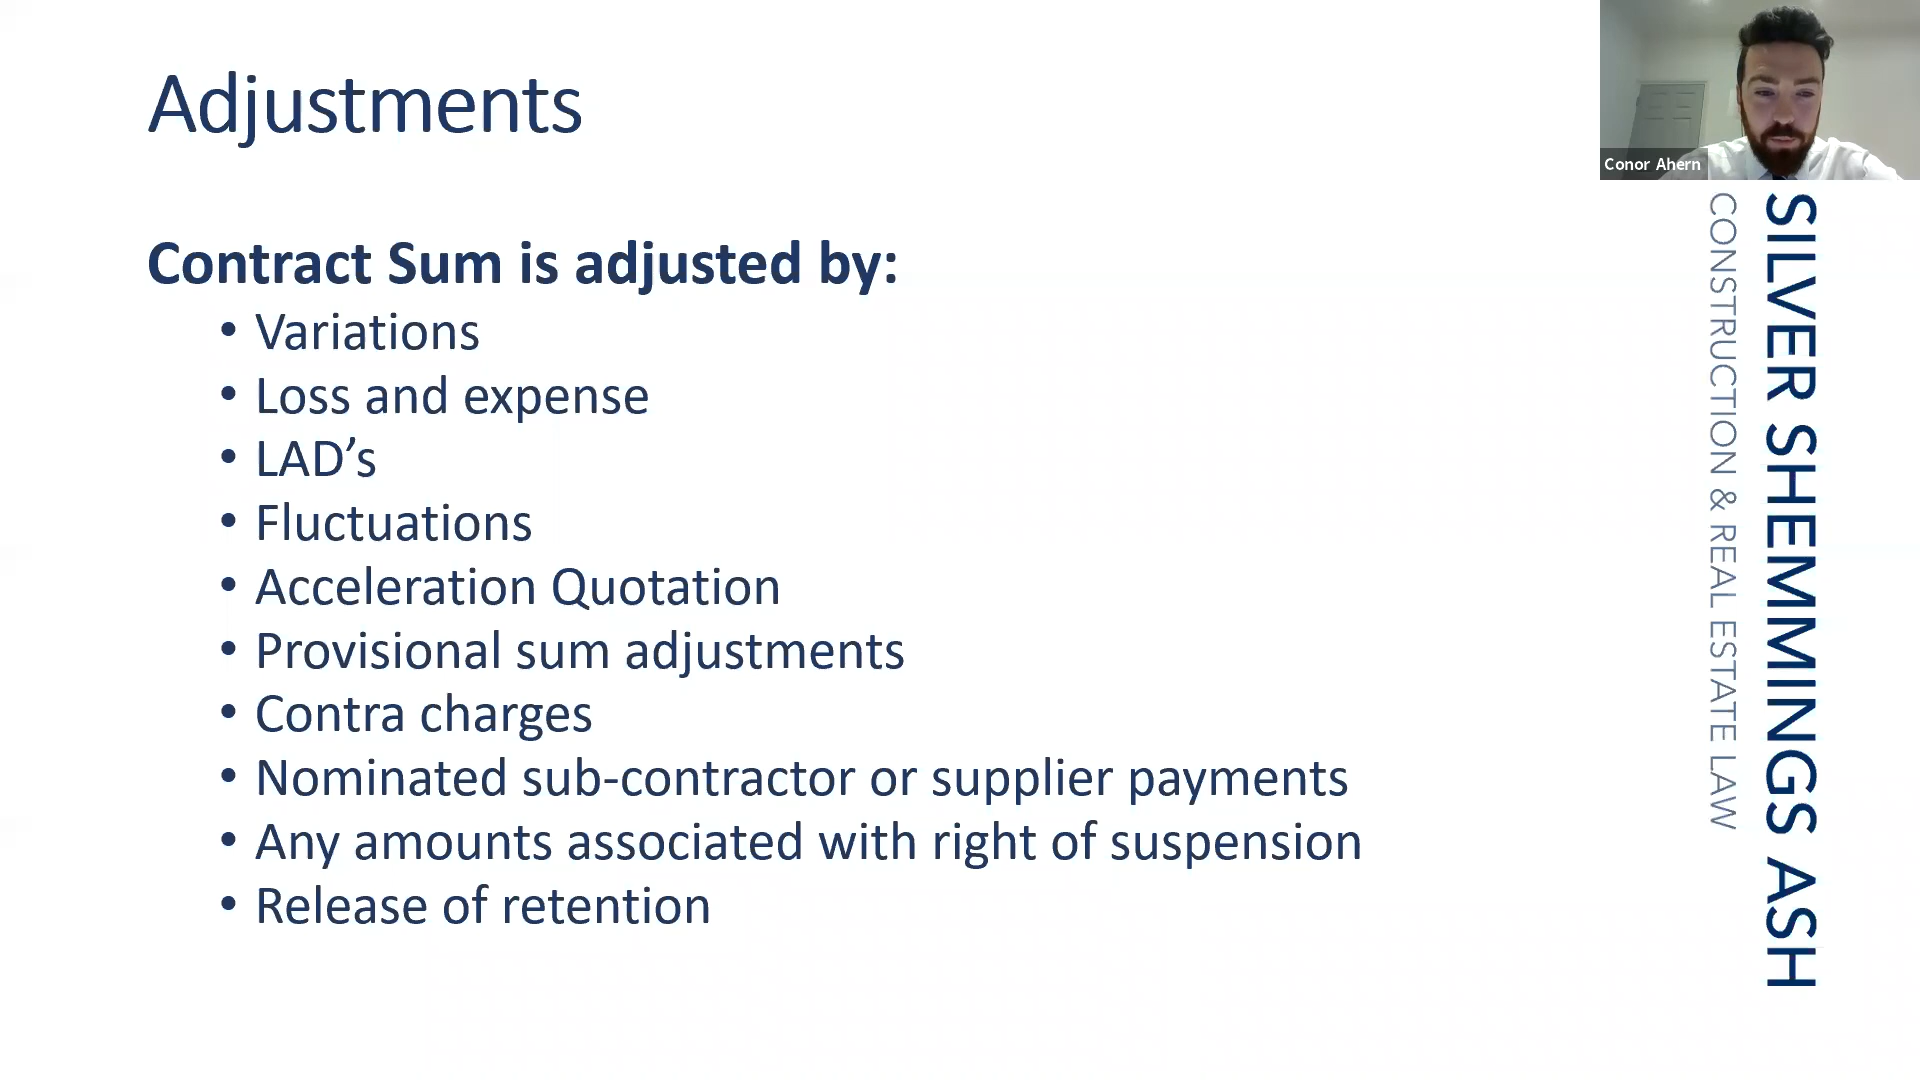 Adjustments
Contract Sum is adjusted by:
• Variations
• Loss and expense
• LAD’s
• Fluctuations
• Acceleration Quotation
• Provisional sum adjustments
• Contra charges
• Nominated sub-contractor or supplier payments
• Any amounts associated with right of suspension
• Release of retention
Conor Ahern
SILVER SHEMMINGS ASH
CONSTRUCTION & REAL ESTATE LAW